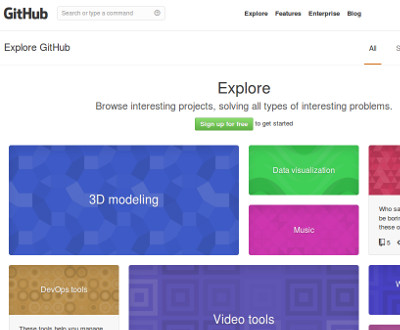 GitHub
Search or type a command
Explore Features Enterprise Blog
Explore GitHub
All
Explore
Browse interesting projects, solving all types of interesting problems.
Sign up for free to get started
3D modeling
Data visualization
Music
Who sa
be borin
these o
5
DevOps tools
These tools help you manage
Video tools
W